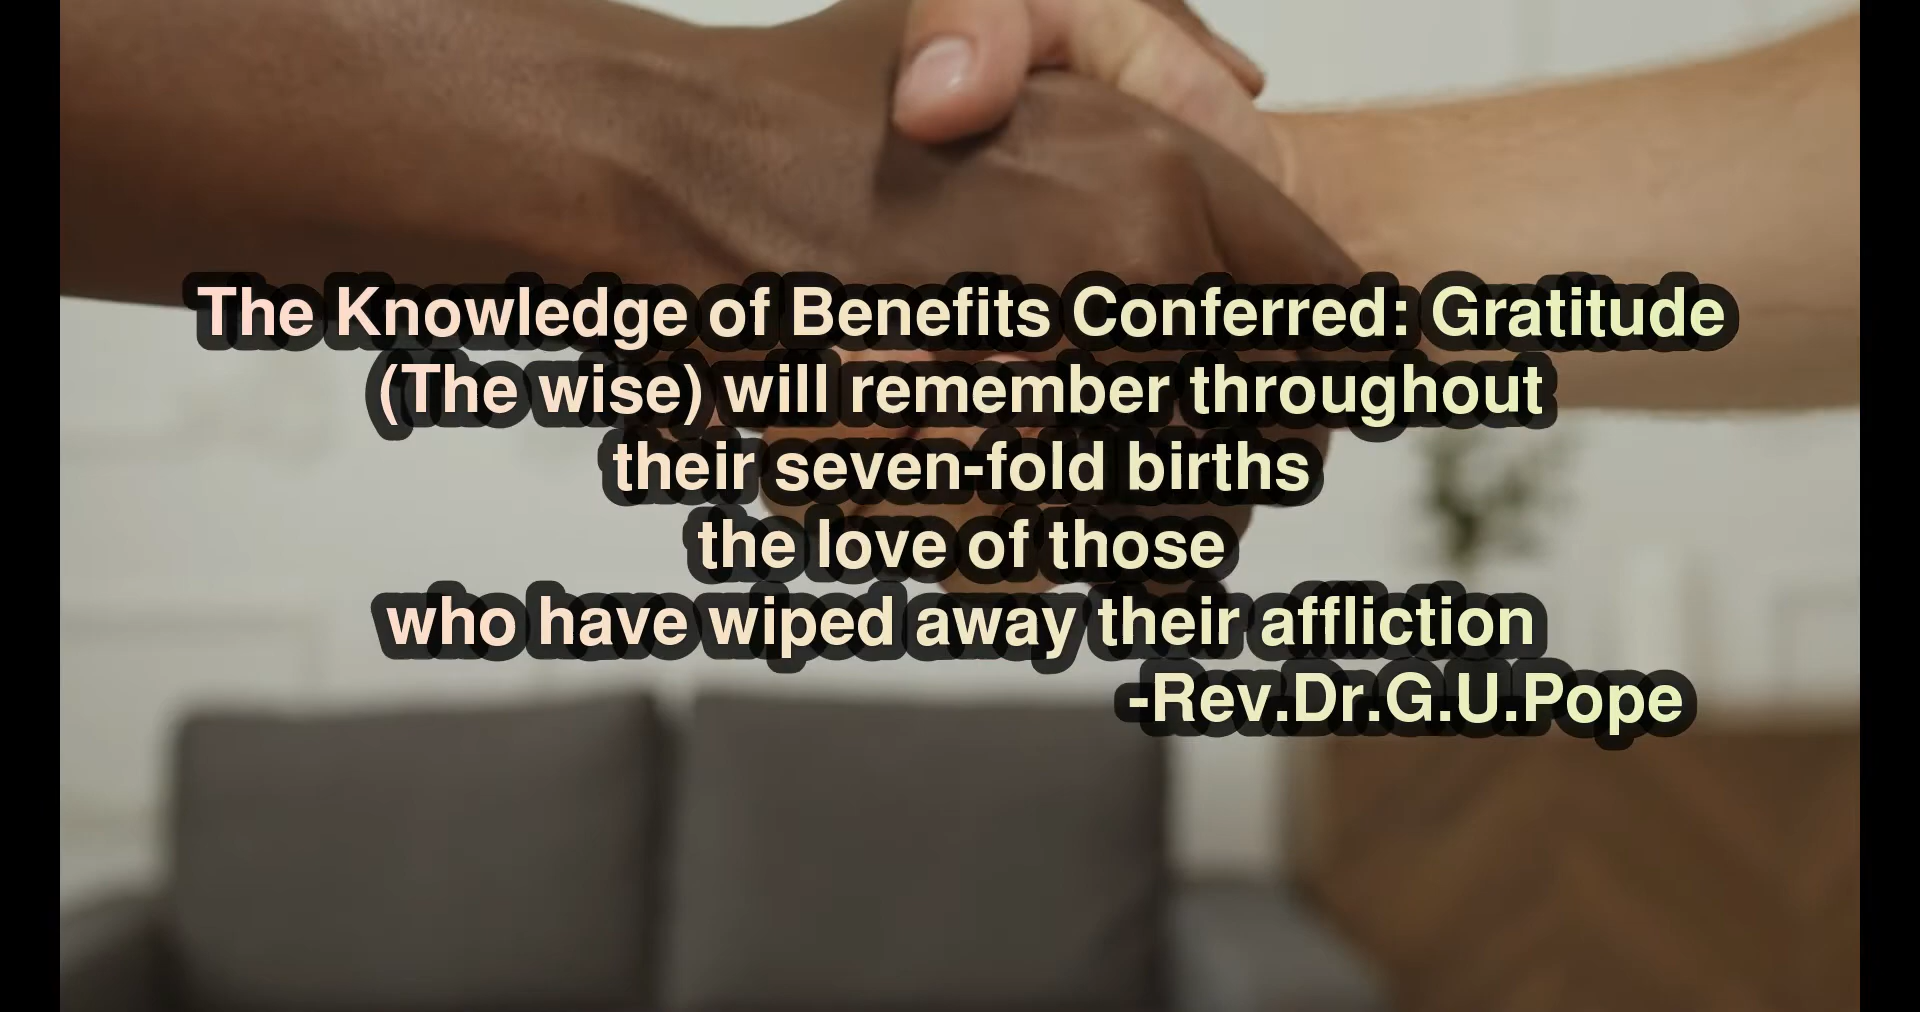 The Knowledge of Benefits Conferred: Gratitude
(The wise) will remember throughout
their seven-fold births
the love of those
who have wiped away their affliction
-Rev.Dr.G.U.Pope